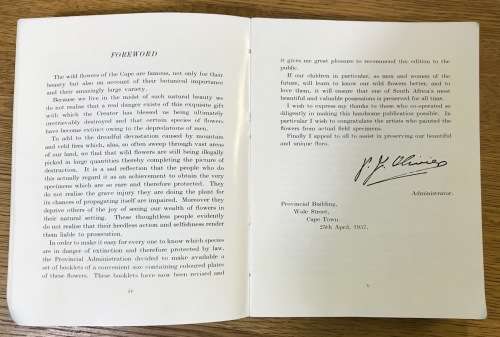 FOREWORD
The wild flowers of the Cape are famous, not only for their
beauty but also on account of their botanical importance
and their amazingly large variety.
Because we live in the midst of such natural beauty we
do not realise that a real danger exists of this exquisite gift
with which the Creator has blessed us being ultimately
irretrievably destroyed and that certain species of flowers
have become extinct owing to the depredations of men.
To add to the dreadful devastation caused by mountain
and veld fires which, alas, so often sweep through vast areas
of our land, we find that wild flowers are still being illegally
picked in large quantities thereby completing the picture of
destruction. It is a sad reflection that the people who do
this actually regard it as an achievement to obtain the very
specimens which are so rare and therefore protected. They
do not realise the grave injury they are doing the plant for
its chances of propagating itself are impaired. Moreover they
deprive others of the joy of seeing our wealth of flowers in
their natural setting. These thoughtless people evidently
do not realise that their heedless action and selfishness render
them liable to prosecution.
In order to make it easy for every one to know which species
are in danger of extinction and therefore protected by law,
the Provincial Administration decided to make available a
set of booklets of a convenient size containing coloured plates
of these flowers. These booklets have now been revised and
iv
it gives me great pleasure to recommend the edition to the
public.
If our children in particular, as men and women of the
future, will learn to know our wild flowers better, and to
love them, it will ensure that one of South Africa's most
beautiful and valuable possessions is preserved for all time.
I wish to express my thanks to those who co-operated so
diligently in making this handsome publication possible. In
particular I wish to congratulate the artists who painted the
flowers from actual field specimens.
Finally I appeal to all to assist in preserving our beautiful
and unique flora.
Administrator.
Provincial Building,
Wale Street,
Cape Town.
25th April, 1957.
v